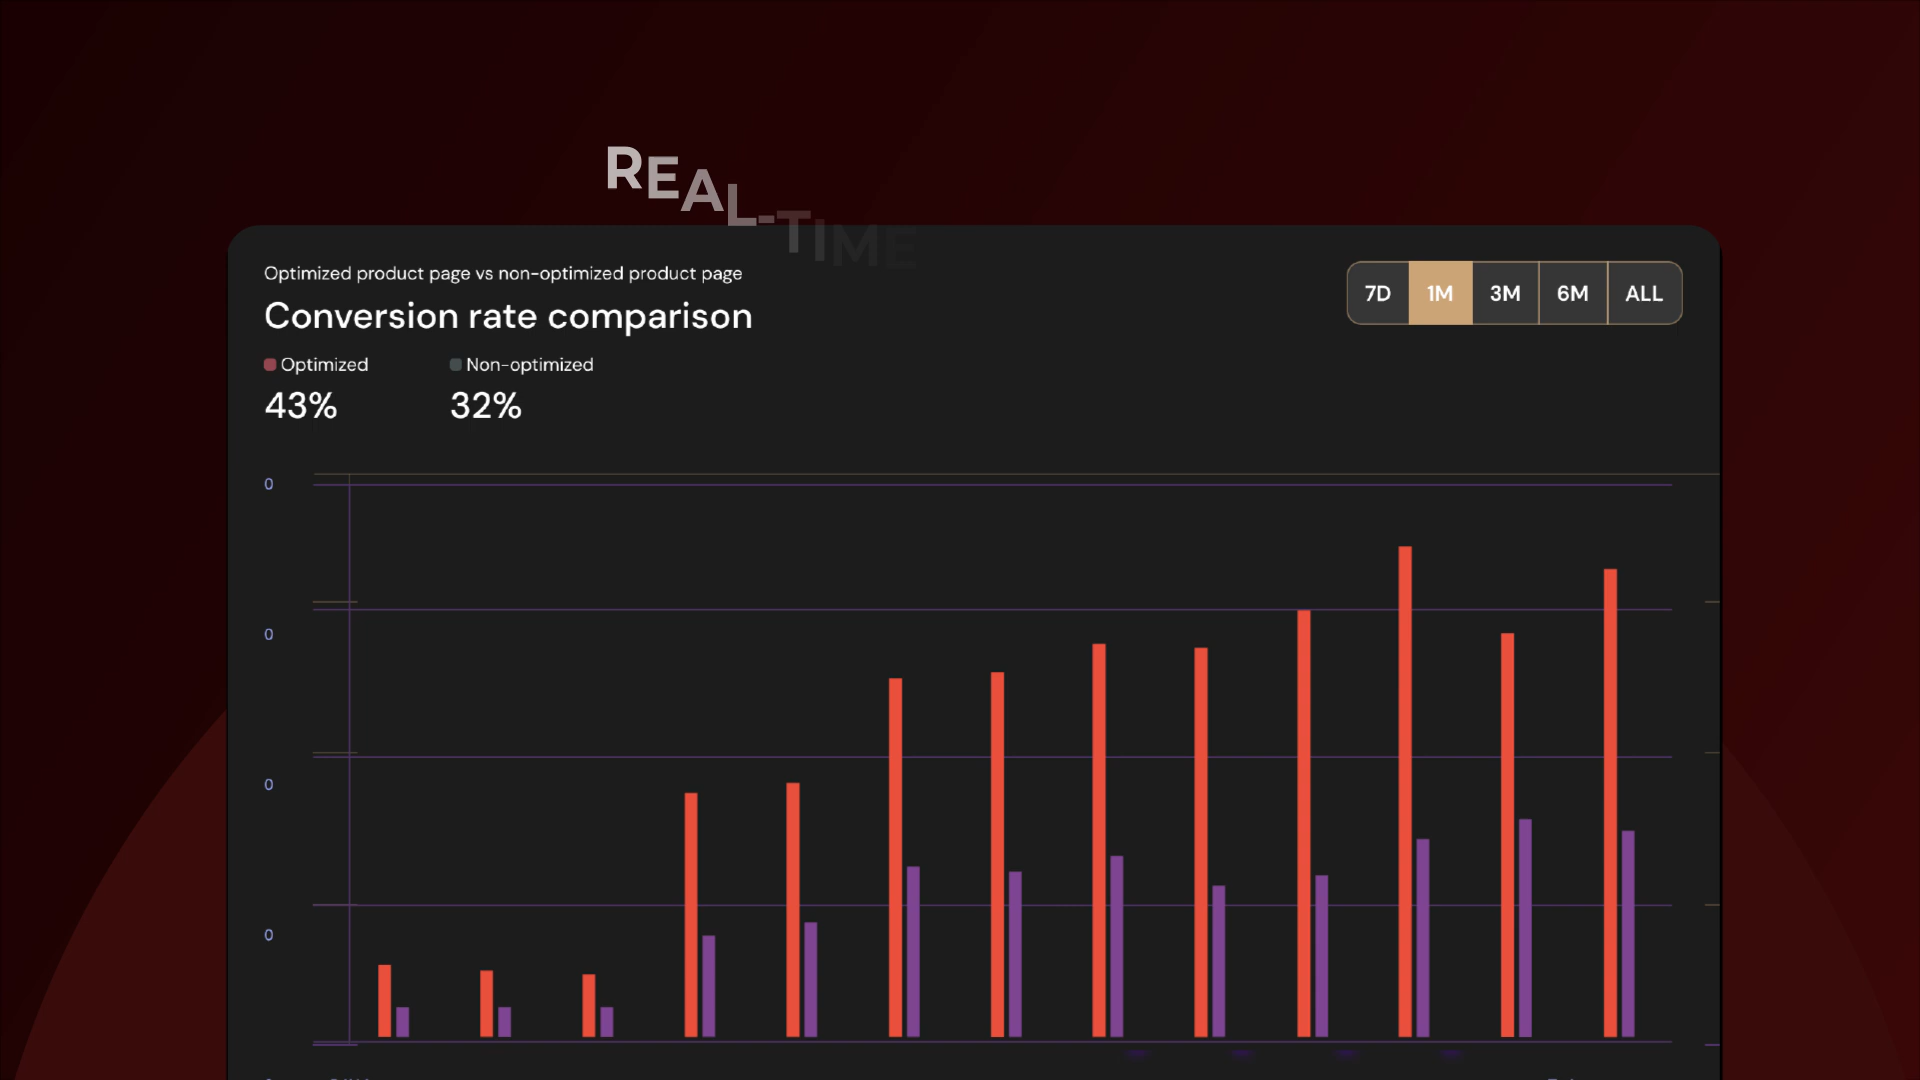 REAL-TIME
Optimized product page vs non-optimized product page
Conversion rate comparison
7D 1M 3M 6M ALL
Optimized Non-optimized
43% 32%
0
0
0
0